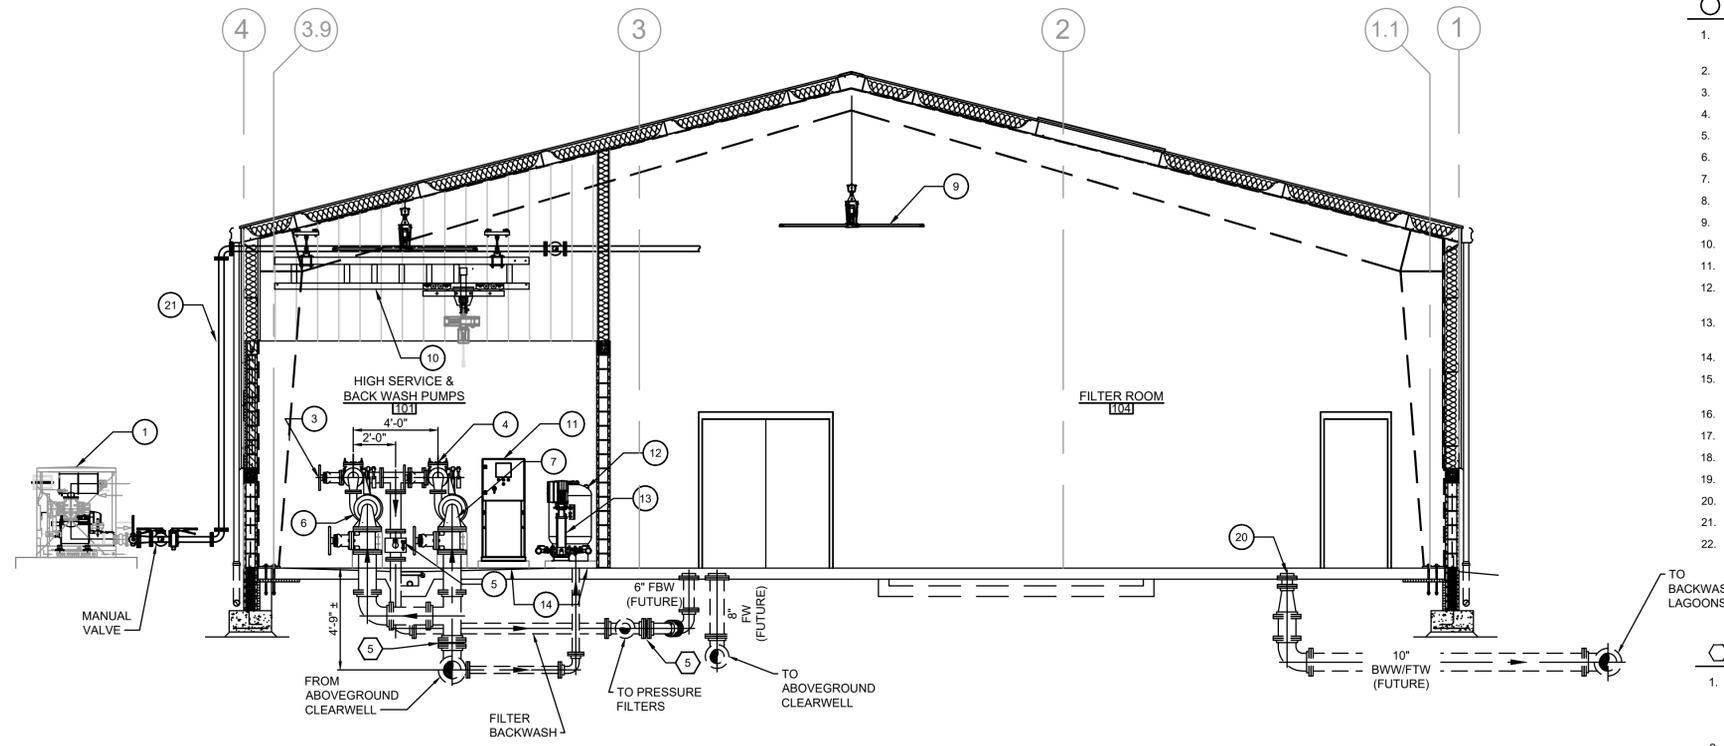 4
3.9
3
2
1.1
1
9
21
10
HIGH SERVICE &
BACK WASH PUMPS
101
FILTER ROOM
104
3
4'-0"
2'-0"
4
11
7
12
1
13
6
20
5
14
MANUAL
VALVE
4'-9" ±
6" FBW
(FUTURE)
8"
FW
(FUTURE)
5
5
FROM
ABOVEGROUND
CLEARWELL
FILTER
BACKWASH
TO PRESSURE
FILTERS
TO
ABOVEGROUND
CLEARWELL
10"
BWW/FTW
(FUTURE)
TO
BACKWAS
LAGOONS
1.
2.
3.
4.
5.
6.
7.
8.
9.
10.
11.
12.
13.
14.
15.
16.
17.
18.
19.
20.
21.
22.
1.